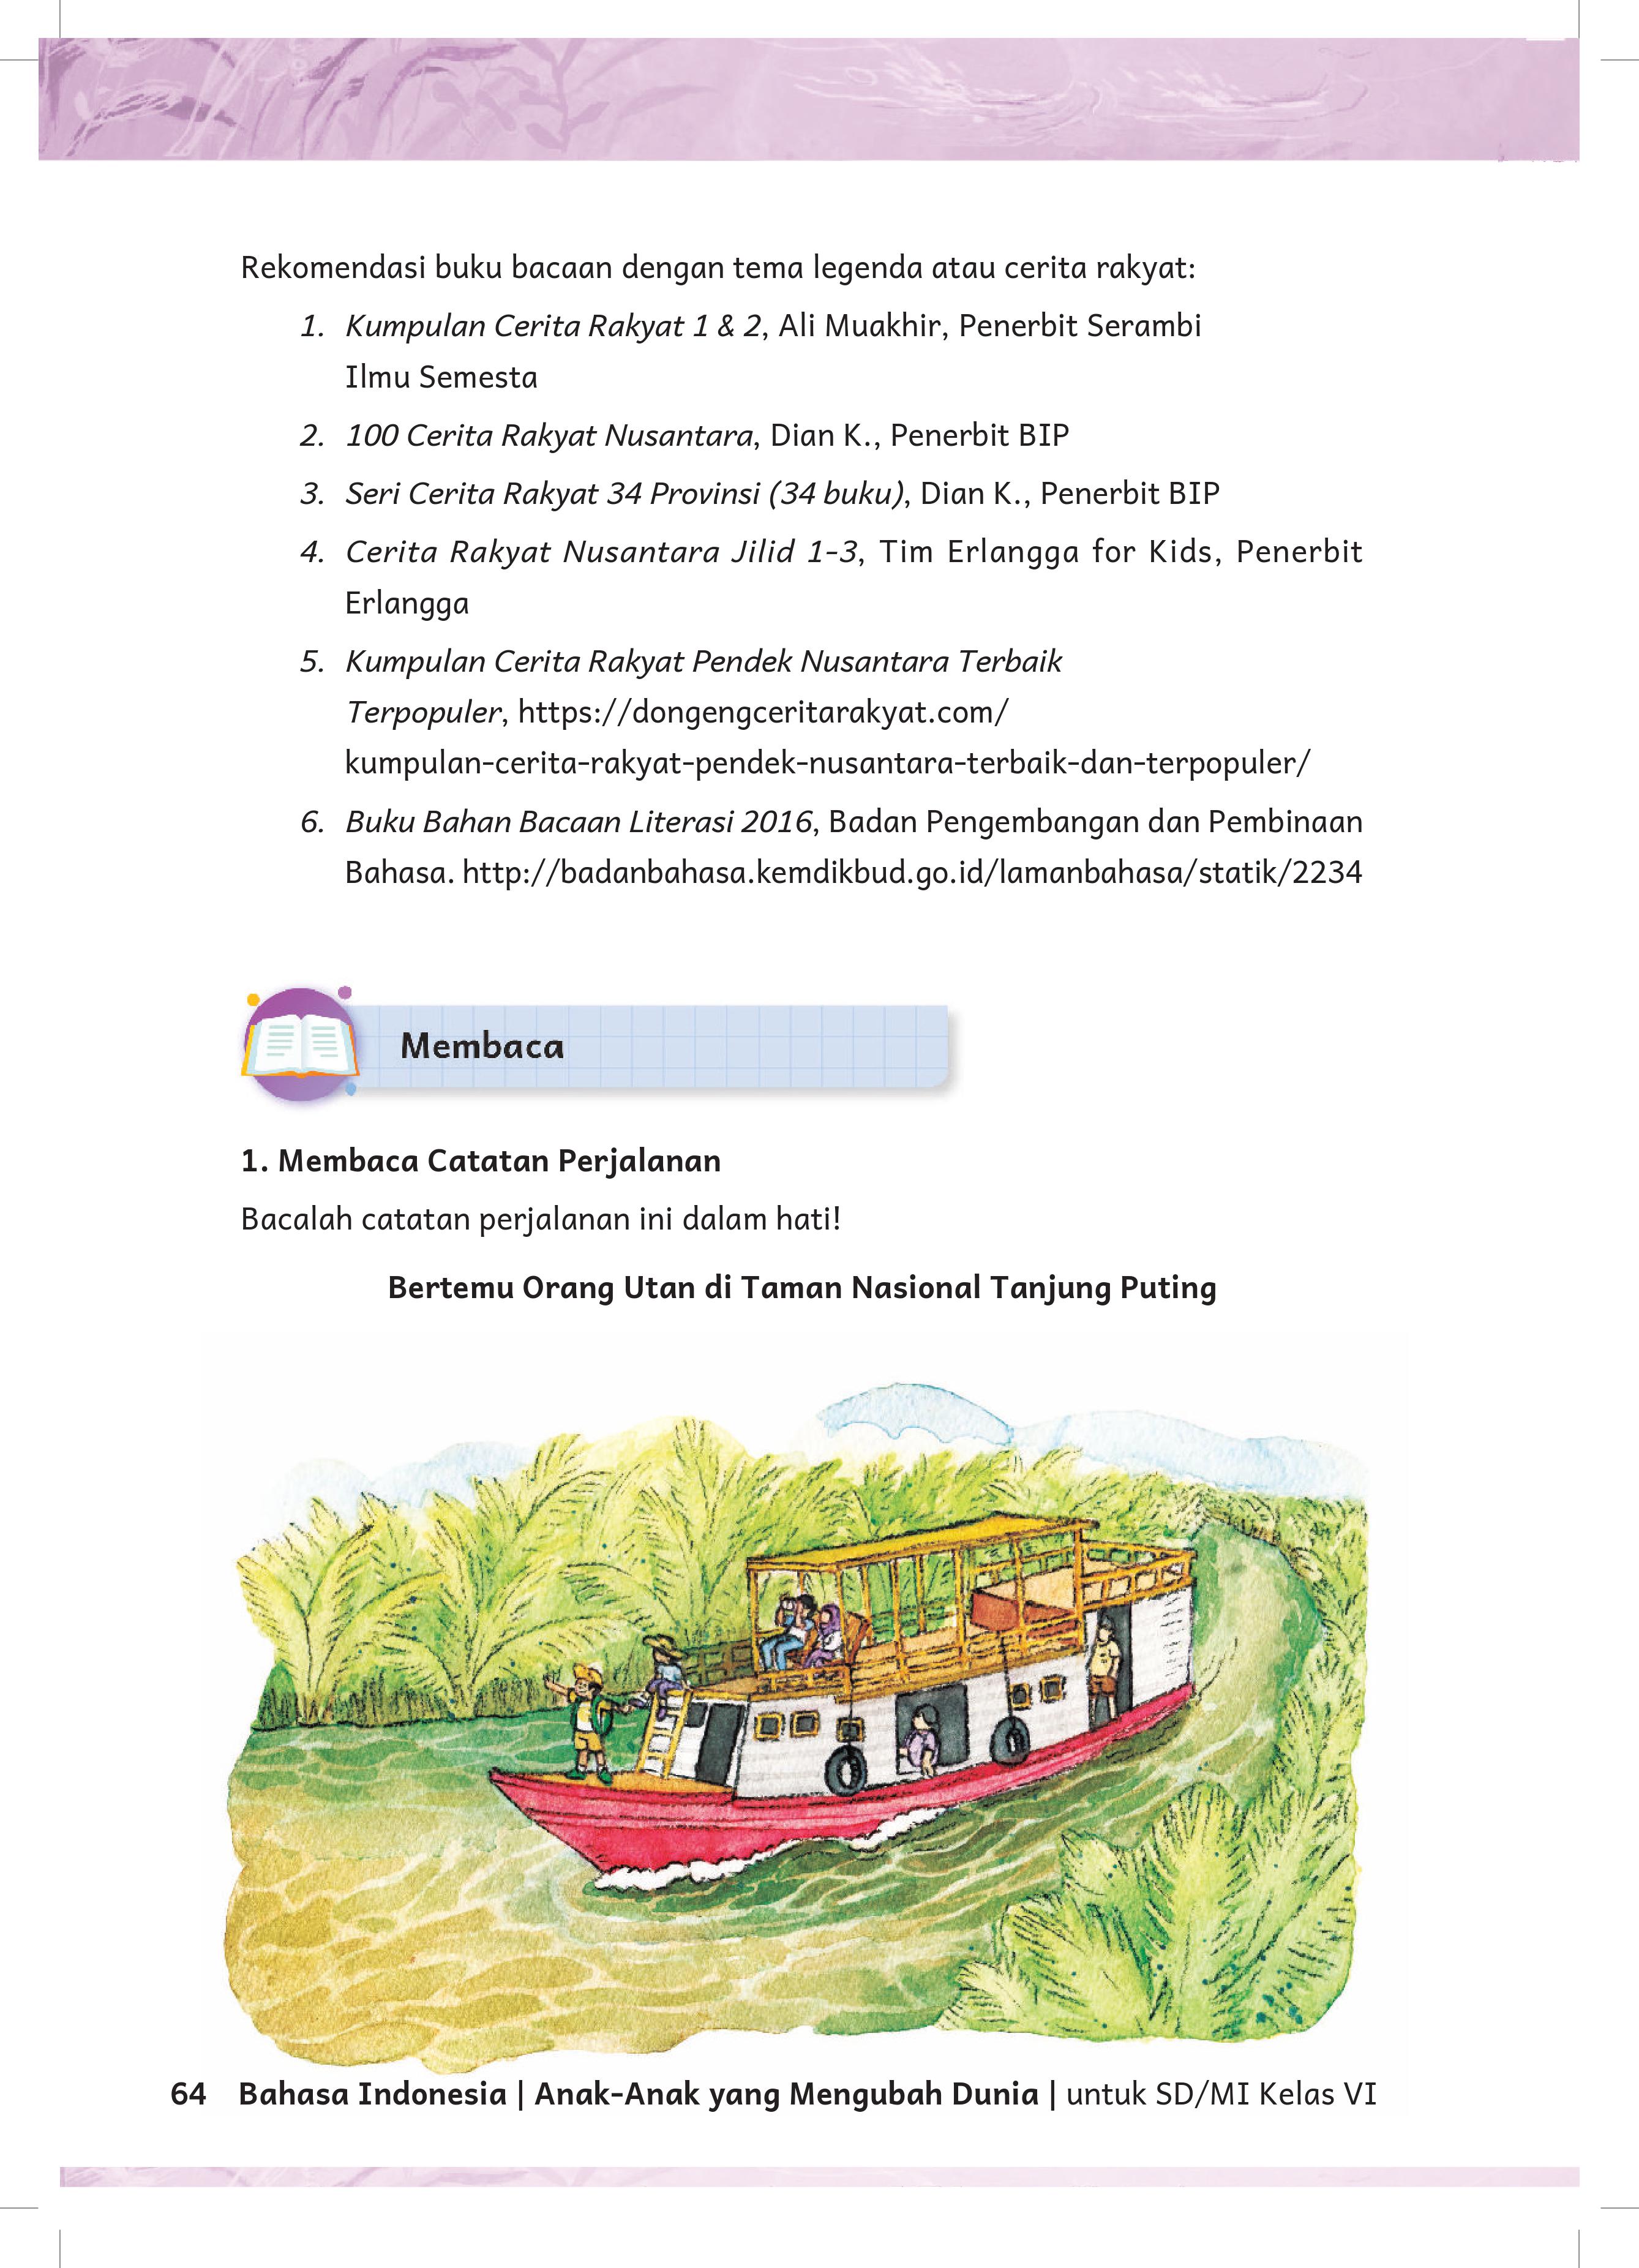 Rekomendasi buku bacaan dengan tema legenda atau cerita rakyat:
1. Kumpulan Cerita Rakyat 1 & 2, Ali Muakhir, Penerbit Serambi
Ilmu Semesta
2. 100 Cerita Rakyat Nusantara, Dian K., Penerbit BIP
3. Seri Cerita Rakyat 34 Provinsi (34 buku), Dian K., Penerbit BIP
4. Cerita Rakyat Nusantara Jilid 1-3, Tim Erlangga for Kids, Penerbit
Erlangga
5. Kumpulan Cerita Rakyat Pendek Nusantara Terbaik
Terpopuler, https://dongengceritarakyat.com/
kumpulan-cerita-rakyat-pendek-nusantara-terbaik-dan-terpopuler/
6. Buku Bahan Bacaan Literasi 2016, Badan Pengembangan dan Pembinaan
Bahasa. http://badanbahasa.kemdikbud.go.id/lamanbahasa/statik/2234
Membaca
1. Membaca Catatan Perjalanan
Bacalah catatan perjalanan ini dalam hati!
Bertemu Orang Utan di Taman Nasional Tanjung Puting
64 Bahasa Indonesia | Anak-Anak yang Mengubah Dunia | untuk SD/MI Kelas VI